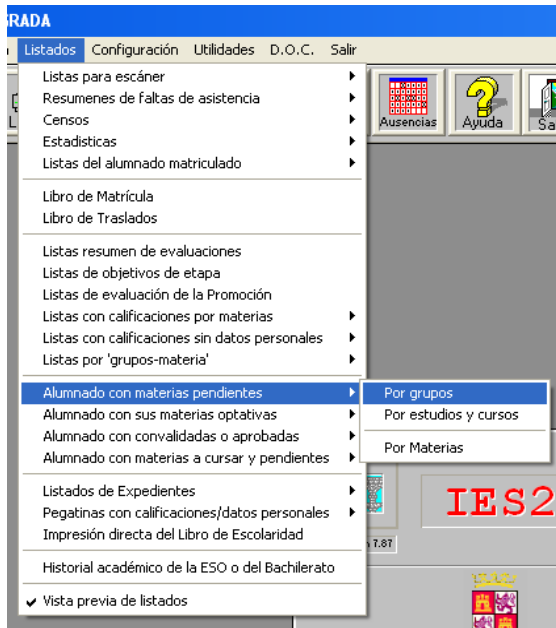 GRADA
Listados Configuración Utilidades D.O.C. Salir
Listas para escáner
Resumenes de faltas de asistencia
Censos
Estadisticas
Listas del alumnado matriculado
Ausencias Ayuda Sa
Libro de Matrícula
Libro de Traslados
Listas resumen de evaluaciones
Listas de objetivos de etapa
Listas de evaluación de la Promoción
Listas con calificaciones por materias
Listas con calificaciones sin datos personales
Listas por 'grupos-materia'
Alumnado con materias pendientes
Alumnado con sus materias optativas
Alumnado con convalidadas o aprobadas
Alumnado con materias a cursar y pendientes
Por grupos
Por estudios y cursos
Por Materias
Listados de Expedientes
Pegatinas con calificaciones/datos personales
Impresión directa del Libro de Escolaridad
Historial académico de la ESO o del Bachilerato
Vista previa de listados
IES2
7.87